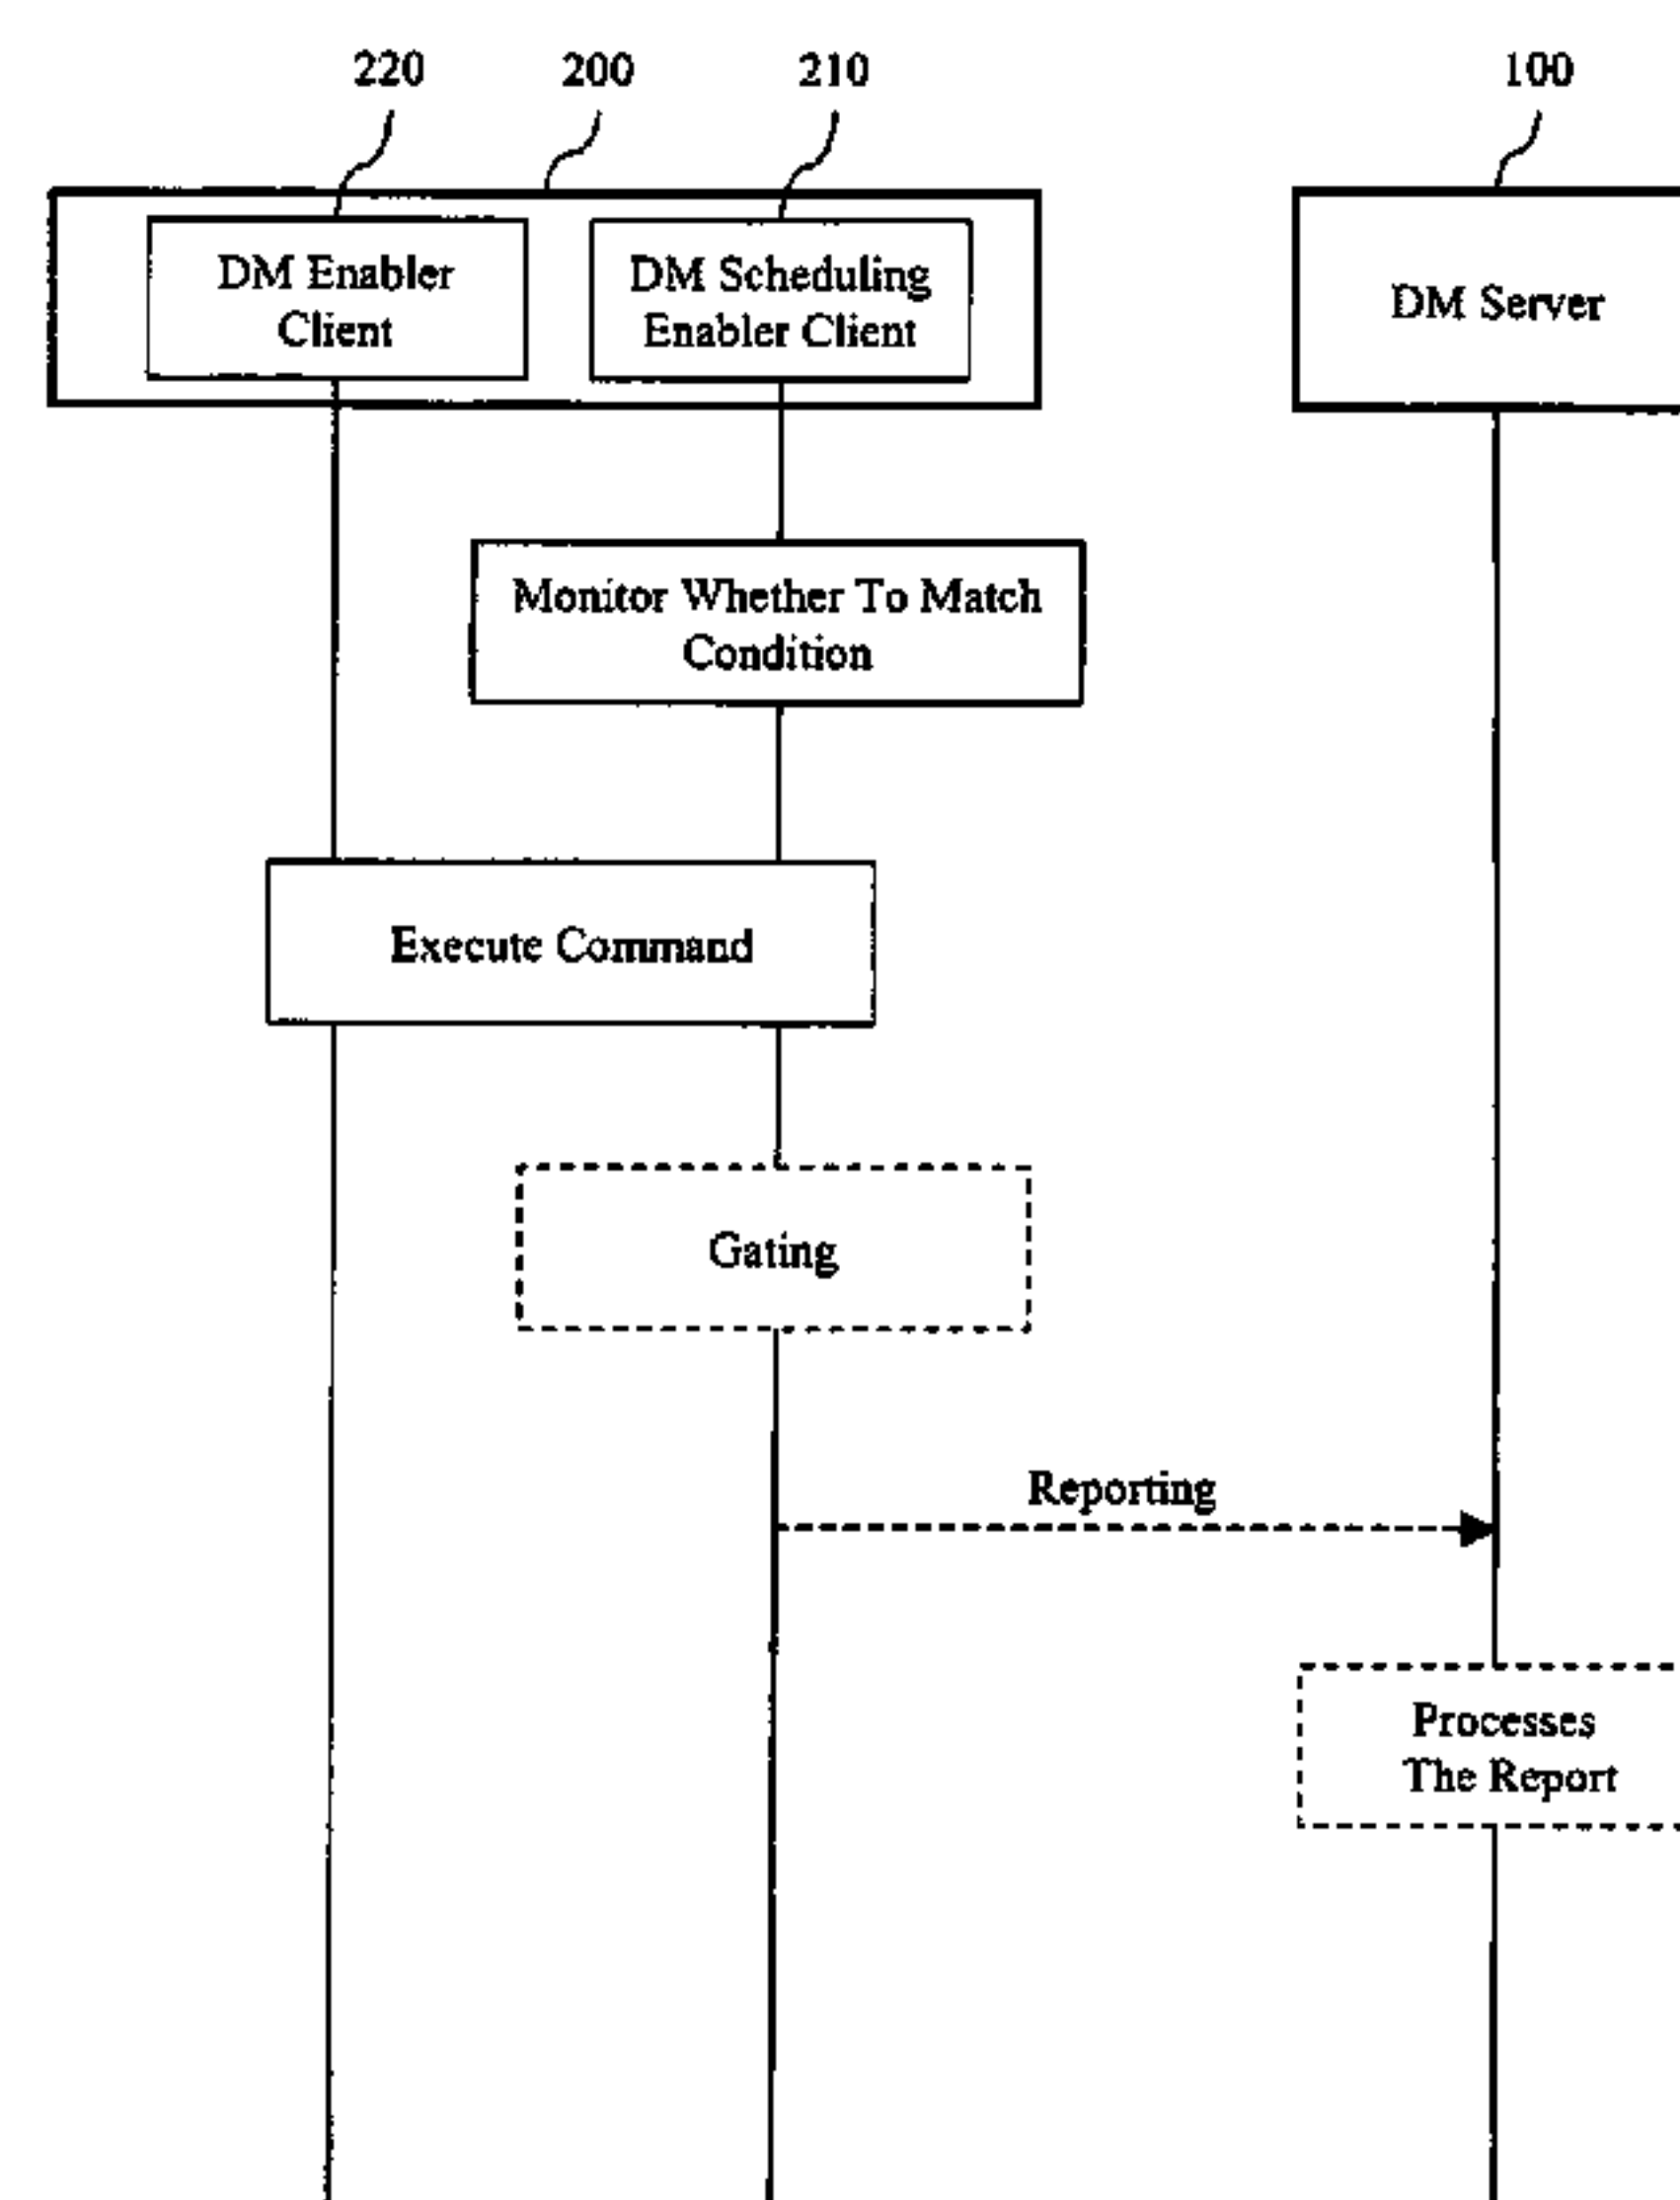 220
200
210
100
DM Enabler
Client
DM Scheduling
Enabler Client
DM Server
Monitor Whether To Match
Condition
Execute Command
Gating
Reporting
Processes
The Report